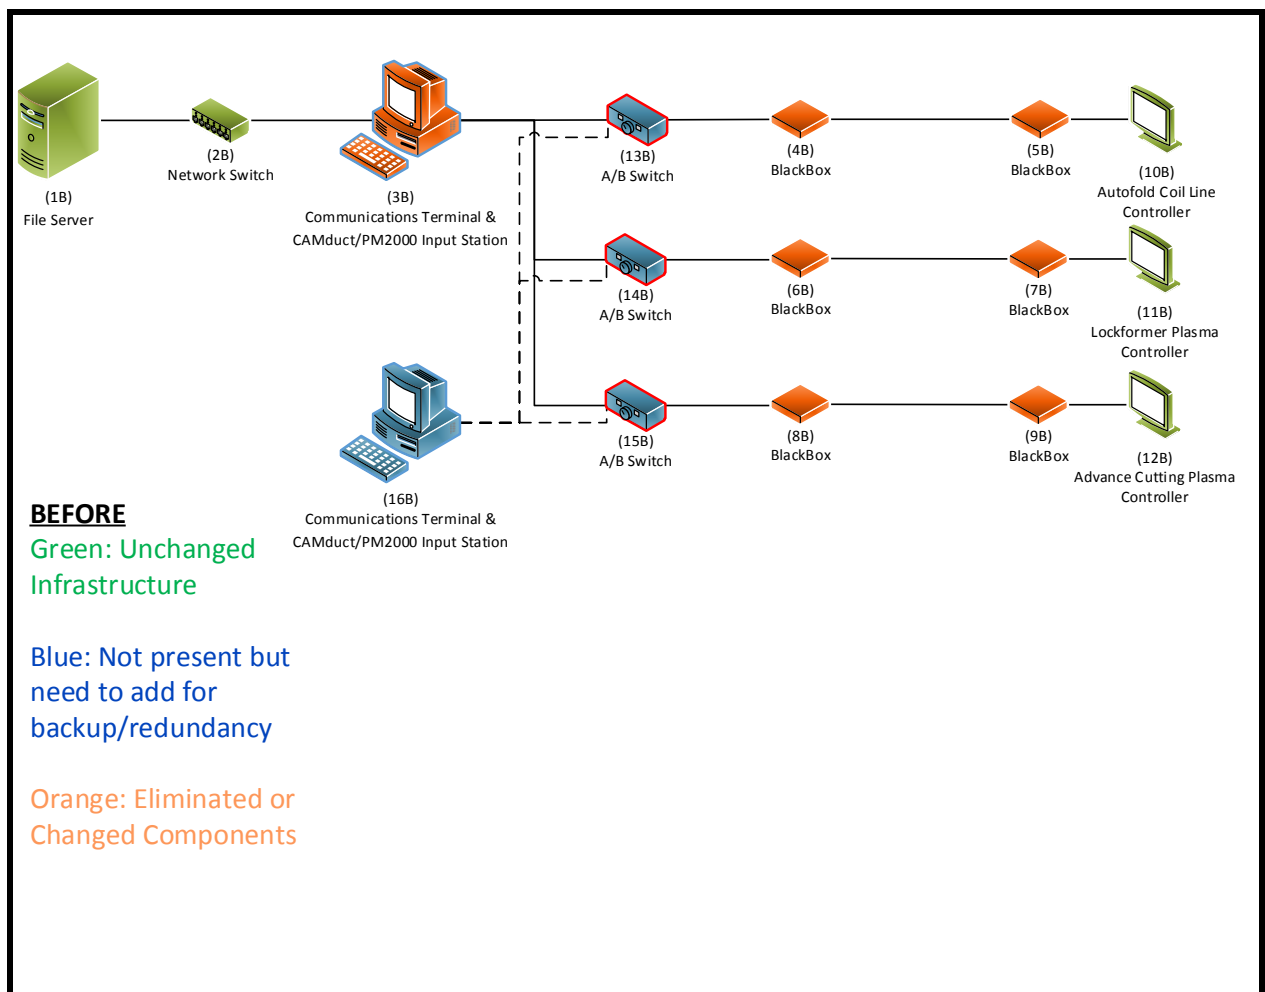 (1B)
File Server
(2B)
Network Switch
(3B)
Communications Terminal &
CAMduct/PM2000 Input Station
(13B)
A/B Switch
(4B)
BlackBox
(5B)
BlackBox
(10B)
Autofold Coil Line
Controller
(14B)
A/B Switch
(6B)
BlackBox
(7B)
BlackBox
(11B)
Lockformer Plasma
Controller
(15B)
A/B Switch
(8B)
BlackBox
(9B)
BlackBox
(12B)
Advance Cutting Plasma
Controller
(16B)
Communications Terminal &
CAMduct/PM2000 Input Station
BEFORE
Green: Unchanged
Infrastructure
Blue: Not present but
need to add for
backup/redundancy
Orange: Eliminated or
Changed Components